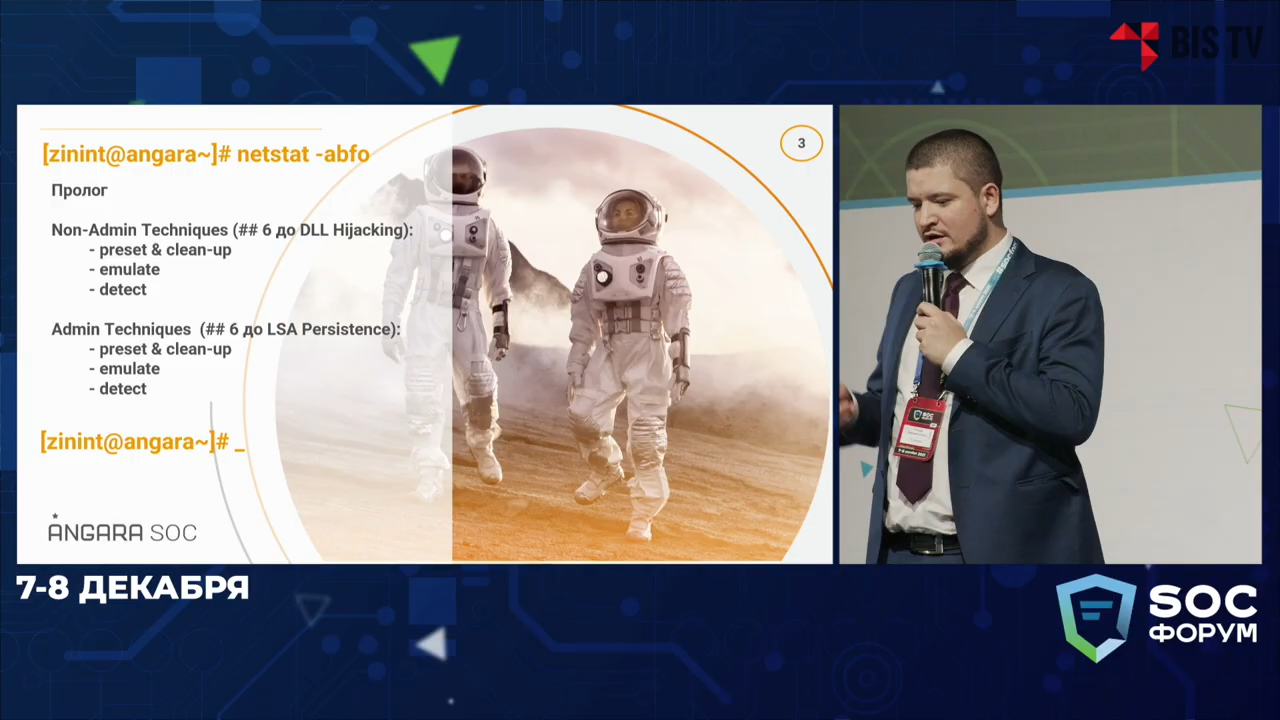 BIS TV
3
[zinint@angara~]# netstat -abfo
Пролог
Non-Admin Techniques (## 6 до DLL Hijacking):
- preset & clean-up
- emulate
- detect
Admin Techniques (## 6 до LSA Persistence):
- preset & clean-up
- emulate
- detect
[zinint@angara~]# _
ANGARA SOC
SOC
7-8 ДЕКАБРЯ
SOC
ФОРУМ